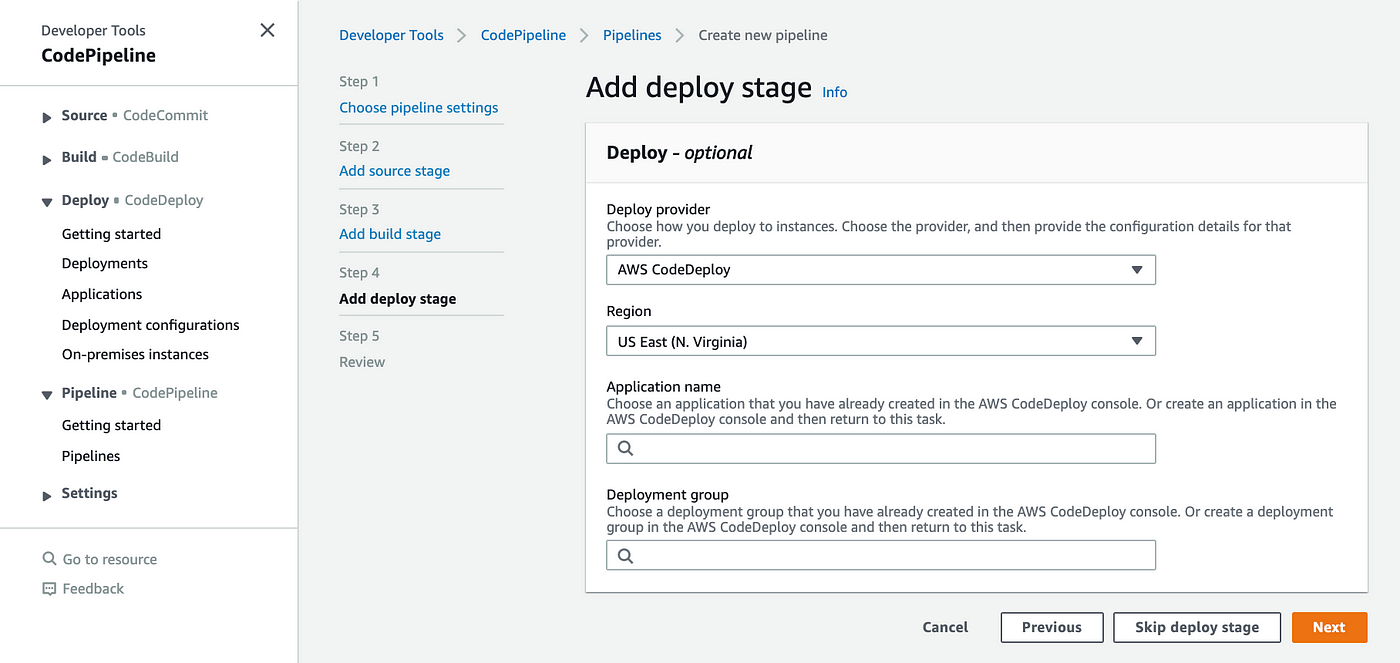 Developer Tools
CodePipeline
Source • CodeCommit
Build • CodeBuild
Deploy • CodeDeploy
Getting started
Deployments
Applications
Deployment configurations
On-premises instances
Pipeline • CodePipeline
Getting started
Pipelines
Settings
Go to resource
Feedback
Developer Tools > CodePipeline > Pipelines > Create new pipeline
Step 1
Choose pipeline settings
Step 2
Add source stage
Step 3
Add build stage
Step 4
Add deploy stage
Step 5
Review
Add deploy stage Info
Deploy - optional
Deploy provider
Choose how you deploy to instances. Choose the provider, and then provide the configuration details for that
provider.
AWS CodeDeploy
Region
US East (N. Virginia)
Application name
Choose an application that you have already created in the AWS CodeDeploy console. Or create an application in the
AWS CodeDeploy console and then return to this task.
Deployment group
Choose a deployment group that you have already created in the AWS CodeDeploy console. Or create a deployment
group in the AWS CodeDeploy console and then return to this task.
Cancel Previous Skip deploy stage Next